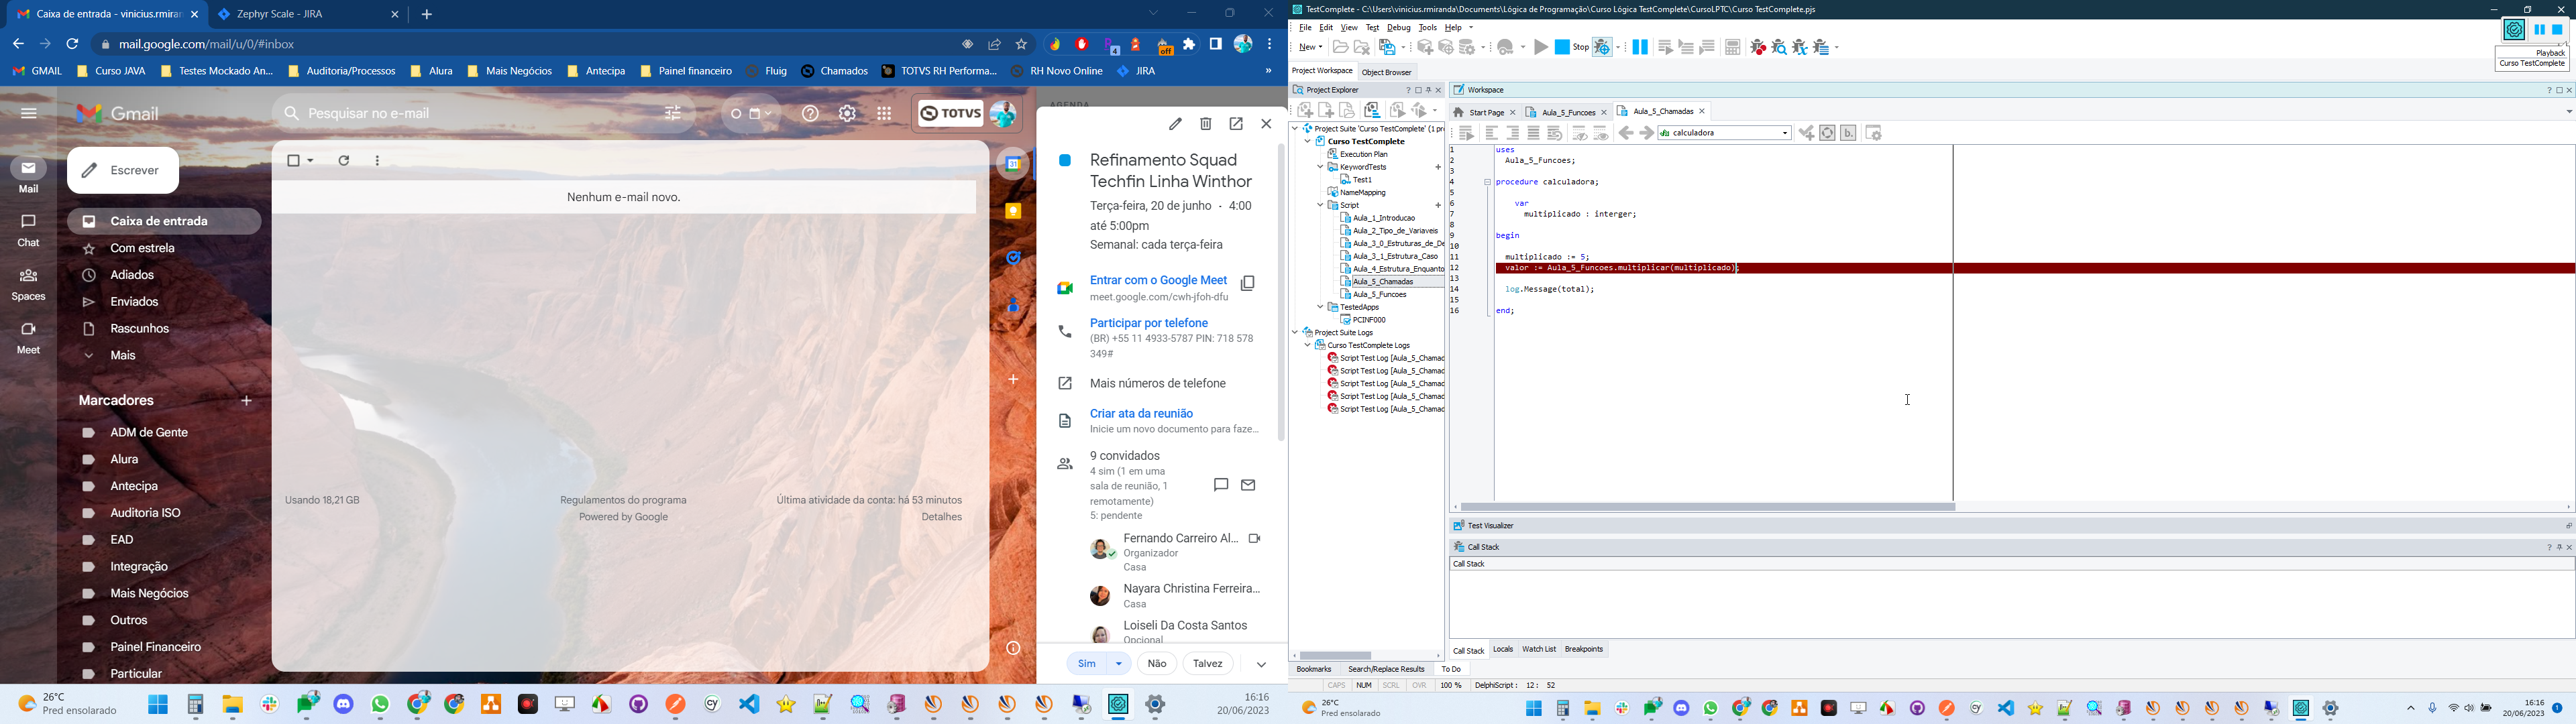 Caixa de entrada - vinicius.rmiran
Zephyr Scale - JIRA
mail.google.com/mail/u/0/#inbox
4
off
GMAIL
Curso JAVA
Testes Mockado An...
Auditoria/Processos
Alura
Mais Negócios
Antecipa
Painel financeiro
Fluig
Chamados
TOTVS RH Performa...
RH Novo Online
JIRA
»
Gmail
Pesquisar no e-mail
TOTVS
Mail
Chat
Spaces
Meet
Escrever
Caixa de entrada
Com estrela
Adiados
Enviados
Rascunhos
Mais
Marcadores
ADM de Gente
Alura
Antecipa
Auditoria ISO
EAD
Integração
Mais Negócios
Outros
Painel Financeiro
Particular
Nenhum e-mail novo.
Usando 18,21 GB
Regulamentos do programa
Powered by Google
Última atividade da conta: há 53 minutos
Detalhes
31
AGENDA
Refinamento Squad
Techfin Linha Winthor
Terça-feira, 20 de junho · 4:00
até 5:00pm
Semanal: cada terça-feira
Entrar com o Google Meet
meet.google.com/cwh-jfoh-dfu
Participar por telefone
(BR) +55 11 4933-5787 PIN: 718 578
349#
Mais números de telefone
Criar ata da reunião
Inicie um novo documento para faze...
9 convidados
4 sim (1 em uma
sala de reunião, 1
remotamente)
5: pendente
Fernando Carreiro Al...
Organizador
Casa
Nayara Christina Ferreira...
Casa
Loiseli Da Costa Santos
Opcional
Sim
Não
Talvez
26°C
Pred ensolarado
16:16
20/06/2023
TestComplete - C:\Users\vinicius.rmiranda\Documents\Lógica de Programação\Curso Lógica TestComplete\CursoLPTC\Curso TestComplete.pjs
File Edit View Test Debug Tools Help
New
Stop
Playback
Curso TestComplete
Project Workspace
Object Browser
Project Explorer
Project Suite 'Curso TestComplete' (1 pr
Curso TestComplete
Execution Plan
KeywordTests
Test1
NameMapping
Script
Aula_1_Introducao
Aula_2_Tipo_de_Variaveis
Aula_3_0_Estruturas_de_De
Aula_3_1_Estrutura_Caso
Aula_4_Estrutura_Enquanto
Aula_5_Chamadas
Aula_5_Funcoes
TestedApps
PCINF000
Project Suite Logs
Curso TestComplete Logs
Script Test Log [Aula_5_Chamad
Script Test Log [Aula_5_Chamad
Script Test Log [Aula_5_Chamad
Script Test Log [Aula_5_Chamad
Script Test Log [Aula_5_Chamad
Workspace
Start Page
Aula_5_Funcoes
Aula_5_Chamadas
calculadora
1 uses
2 Aula_5_Funcoes;
3
4 procedure calculadora;
5
6 var
7 multiplicado : interger;
8
9 begin
10
11 multiplicado := 5;
12 valor := Aula_5_Funcoes.multiplicar(multiplicado);
13
14 log.Message(total);
15
16 end;
Test Visualizer
Call Stack
Call Stack
Call Stack
Locals
Watch List
Breakpoints
Bookmarks
Search/Replace Results
To Do
CAPS NUM SCRL OVR 100 % DelphiScript : 12: 52
26°C
Pred ensolarado
16:16
20/06/2023
1